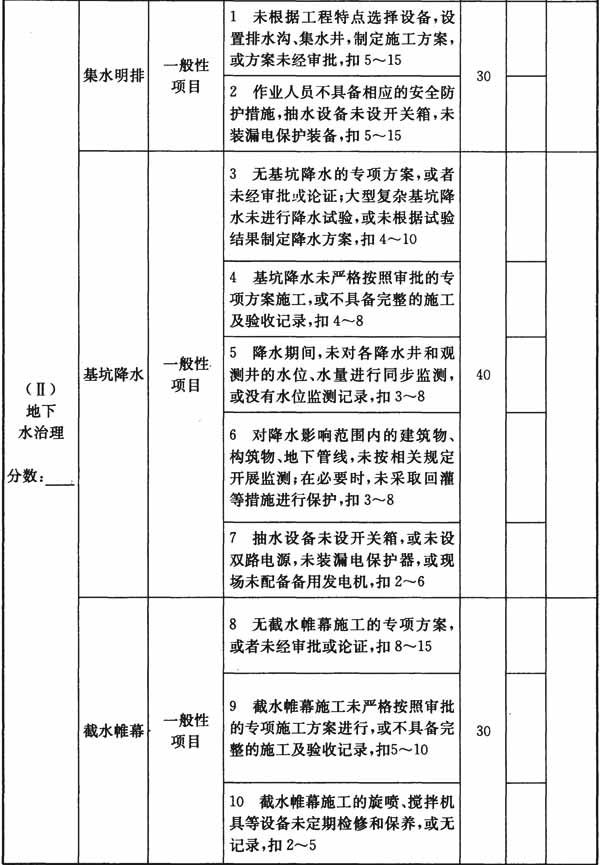 (Ⅱ)
地下
水治理
分数：
集水明排
一般性
项目
1 未根据工程特点选择设备，设
置排水沟、集水井，制定施工方案，
或方案未经审批，扣 5～15
2 作业人员不具备相应的安全防
护措施，抽水设备未设开关箱，未
装漏电保护装备，扣 5～15
30
基坑降水
一般性
项目
3 无基坑降水的专项方案，或者
未经审批或论证；大型复杂基坑降
水未进行降水试验，或未根据试验
结果制定降水方案，扣 4～10
4 基坑降水未严格按照审批的专
项方案施工，或不具备完整的施工
及验收记录，扣 4～8
5 降水期间，未对各降水井和观
测井的水位、水量进行同步监测，
或没有水位监测记录，扣 3～8
6 对降水影响范围内的建筑物、
构筑物、地下管线，未按相关规定
开展监测；在必要时，未采取回灌
等措施进行保护，扣 3～8
7 抽水设备未设开关箱，或未设
双路电源，未装漏电保护器，或现
场未配备备用发电机，扣 2～6
40
截水帷幕
一般性
项目
8 无截水帷幕施工的专项方案，
或者未经审批或论证，扣 8～15
9 截水帷幕施工未严格按照审批
的专项施工方案进行，或不具备完
整的施工及验收记录，扣5～10
10 截水帷幕施工的旋喷、搅拌机
具等设备未定期检修和保养，或无
记录，扣 2～5
30